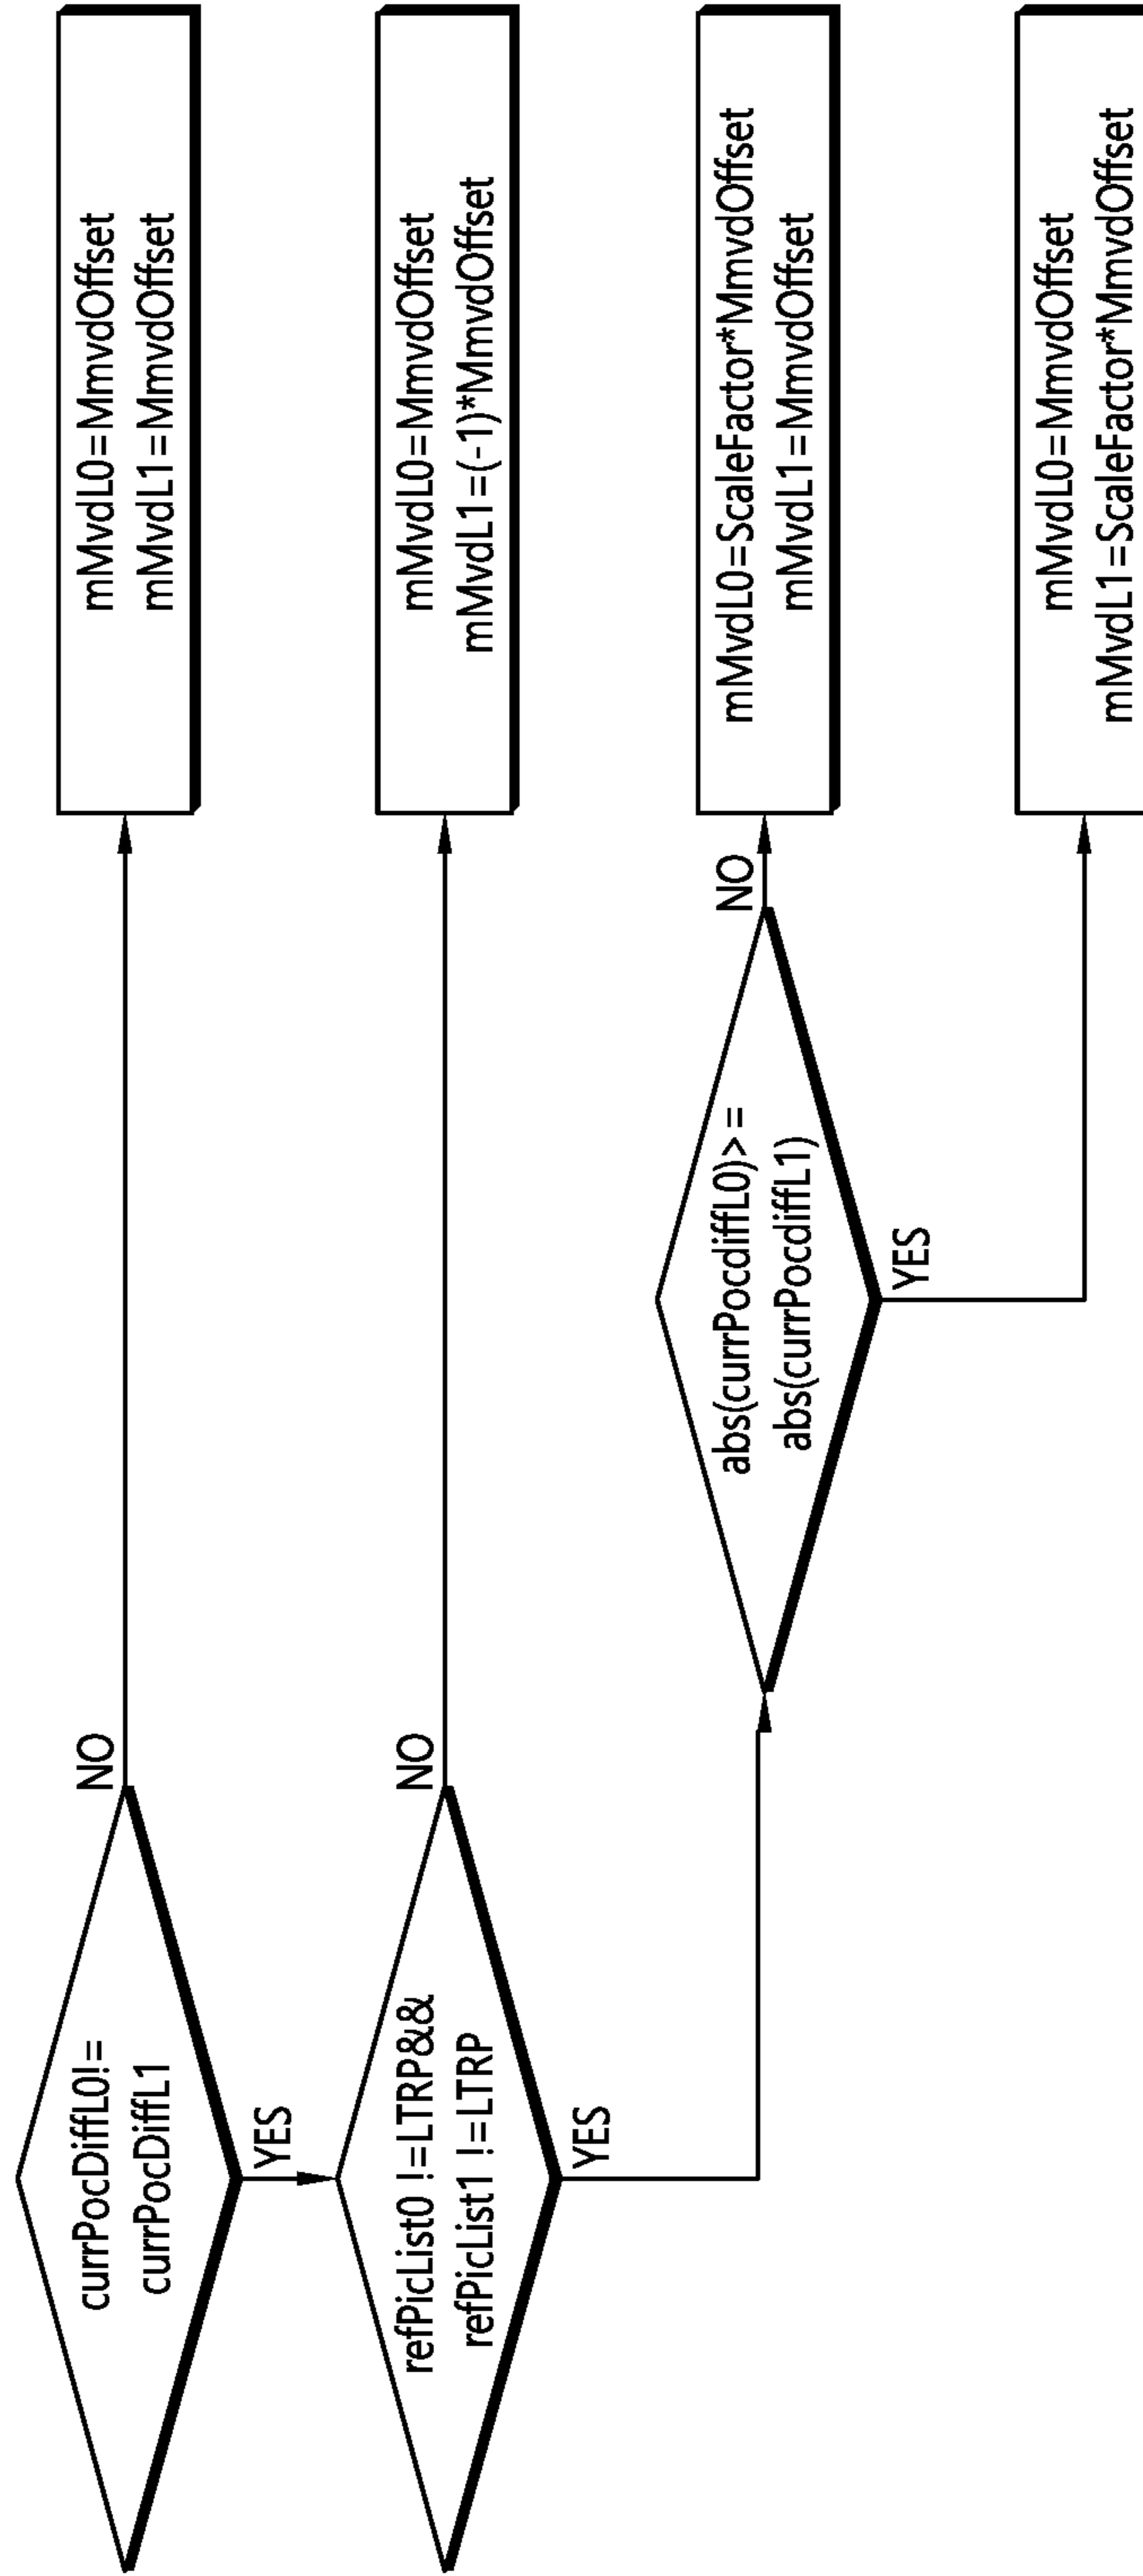 currPocDiffL0!=
currPocDiffL1
NO
mMvdL0=MmvdOffset
mMvdL1=MmvdOffset
YES
refPicList0 !=LTRP&&
refPicList1 !=LTRP
NO
mMvdL0=MmvdOffset
mMvdL1=(-1)*MmvdOffset
YES
abs(currPocdiffL0)>=
abs(currPocdiffL1)
NO
mMvdL0=ScaleFactor*MmvdOffset
mMvdL1=MmvdOffset
YES
mMvdL0=MmvdOffset
mMvdL1=ScaleFactor*MmvdOffset